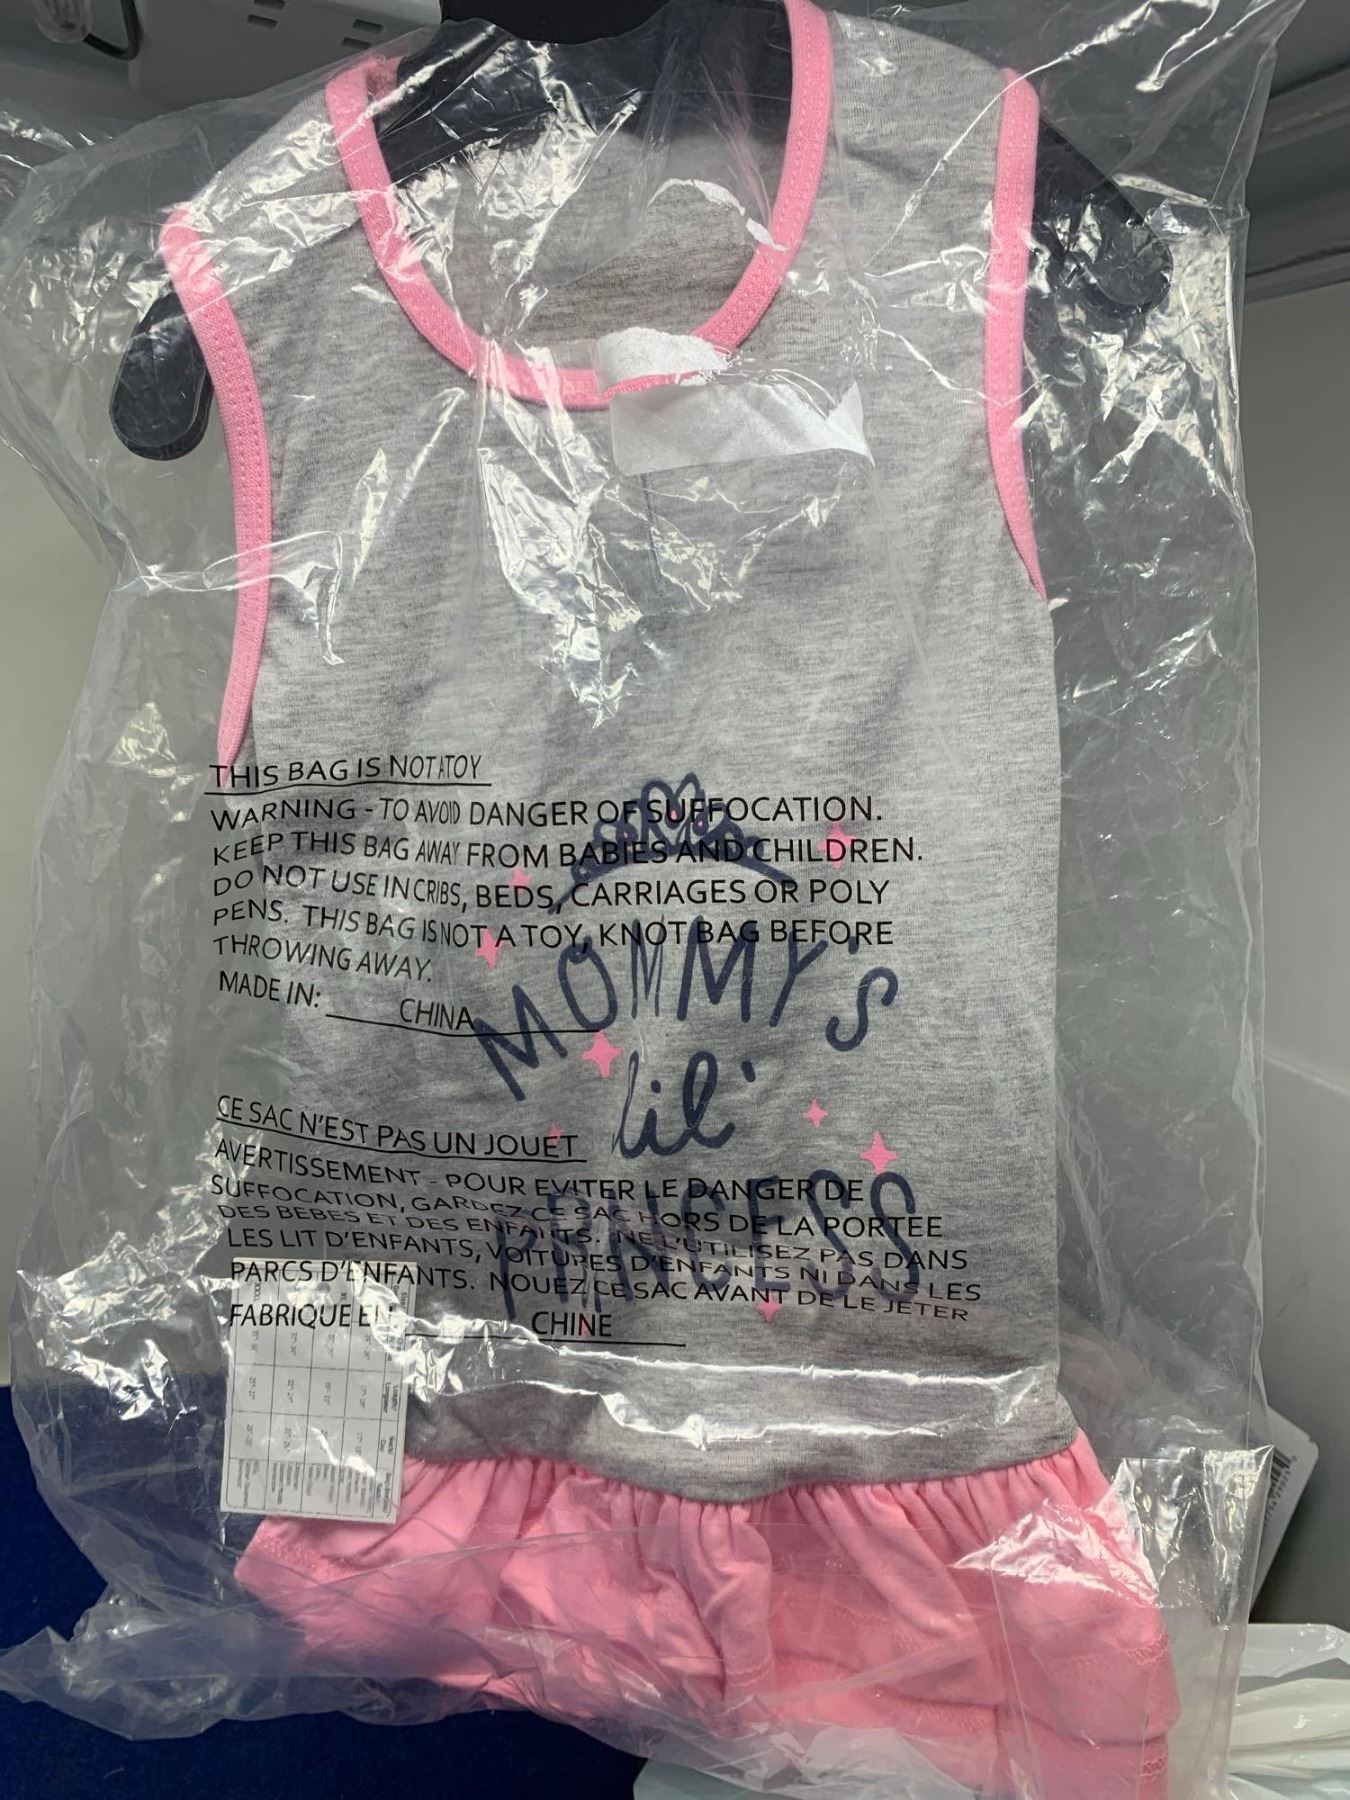 THIS BAG IS NOT A TOY
WARNING - TO AVOID DANGER OF SUFFOCATION.
KEEP THIS BAG AWAY FROM BABIES AND CHILDREN.
DO NOT USE IN CRIBS, BEDS, CARRIAGES OR POLY
PENS. THIS BAG IS NOT A TOY, KNOT BAG BEFORE
THROWING AWAY.
MADE IN: CHINA
MOMMY'S
lil'
PRINCESS
CE SAC N'EST PAS UN JOUET
AVERTISSEMENT - POUR EVITER LE DANGER DE
SUFFOCATION, GARDEZ CE SAC HORS DE LA PORTEE
DES BEBES ET DES ENFANTS. NE L'UTILISEZ PAS DANS
LES LIT D'ENFANTS, VOITURES D'ENFANTS NI DANS LES
PARCS D'ENFANTS. NOUEZ CE SAC AVANT DE LE JETER
FABRIQUE EN: CHINE